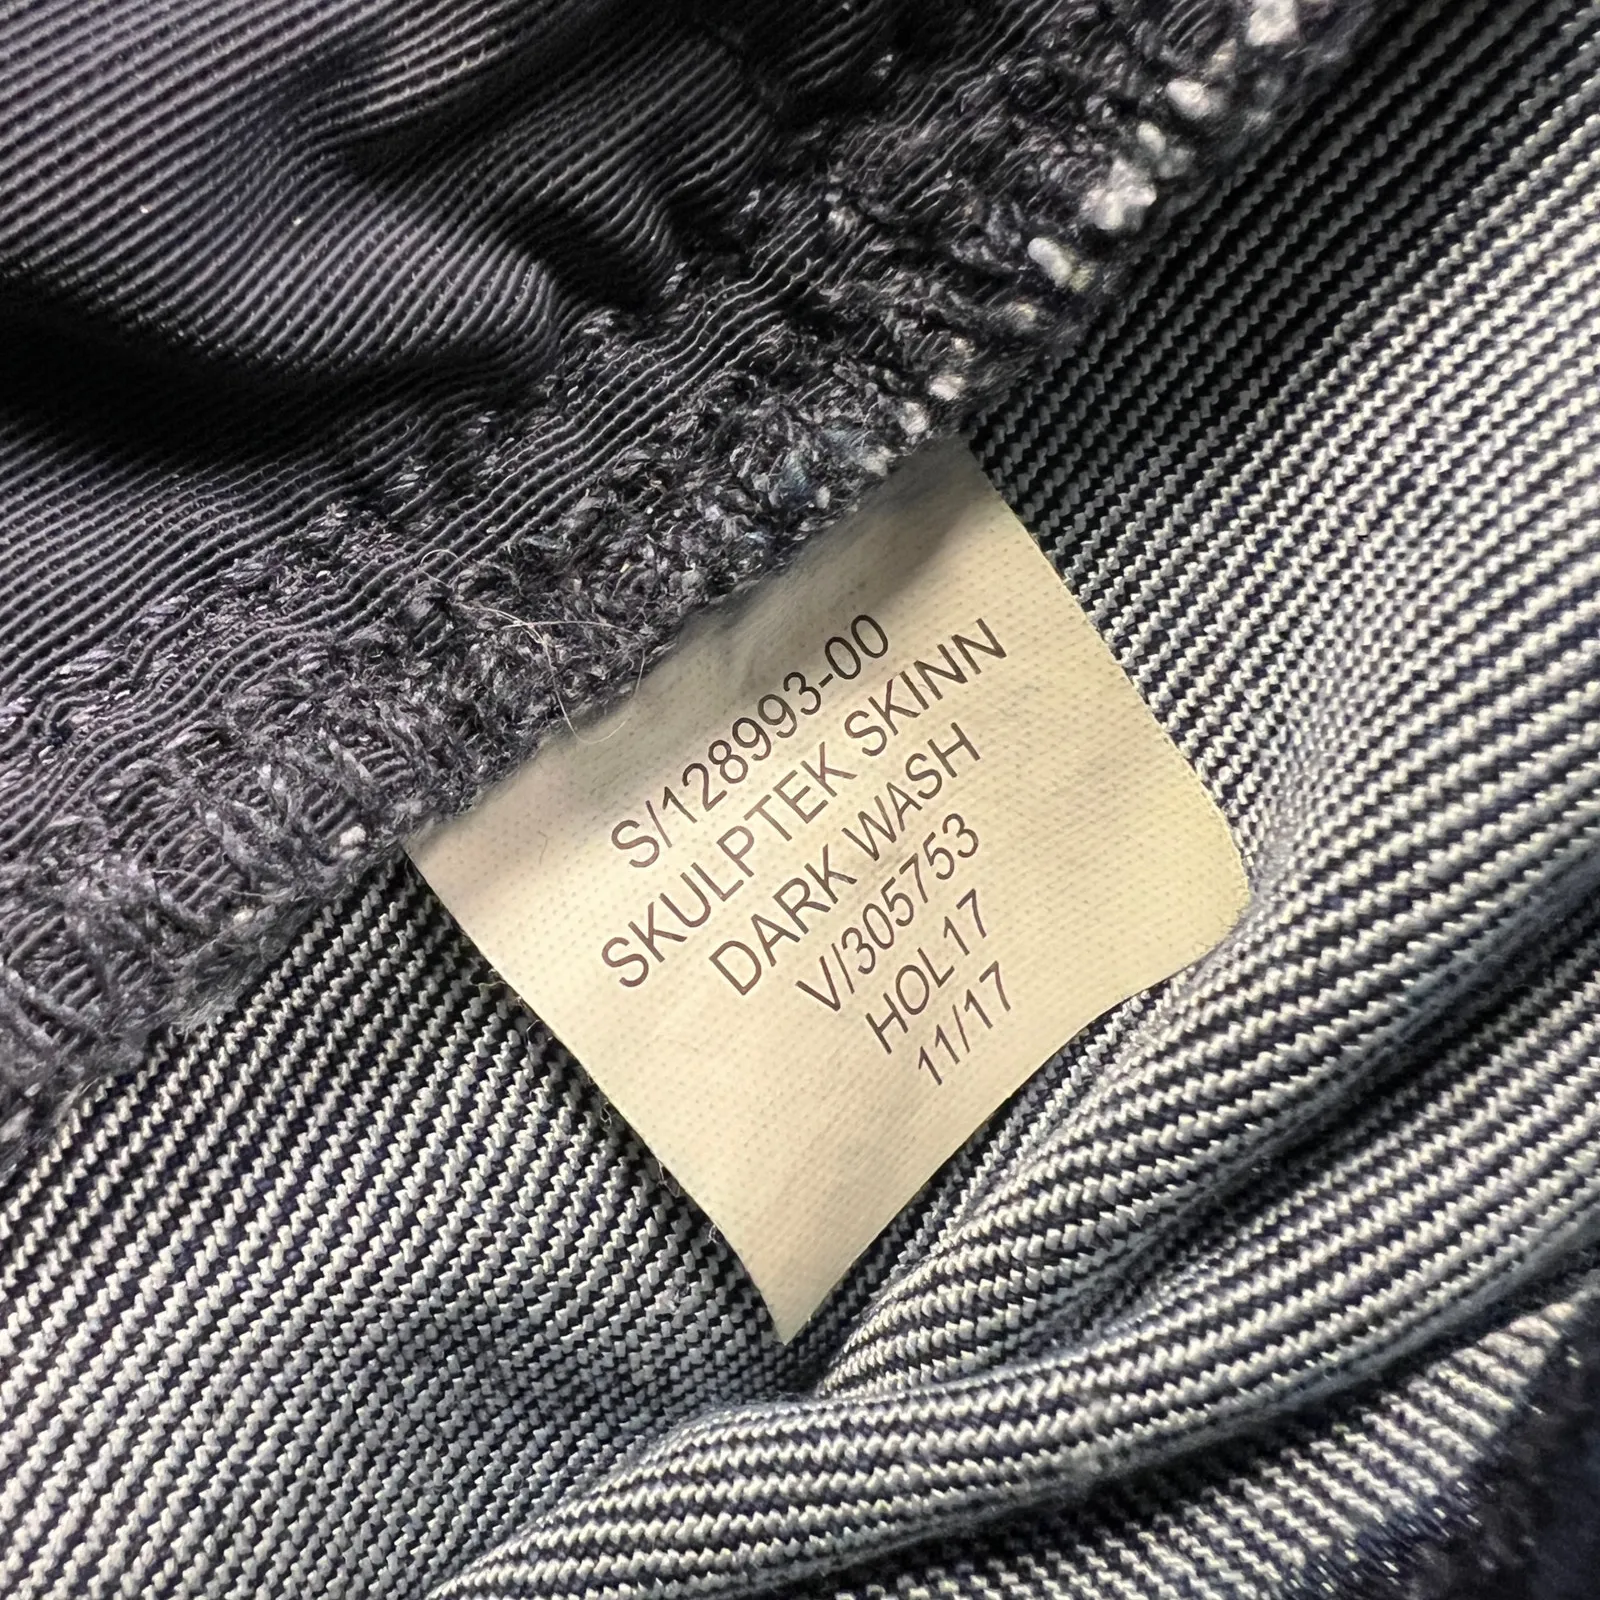 S/128993-00
SKULPTEK SKINN
DARK WASH
V//305753
HOL17
11/17